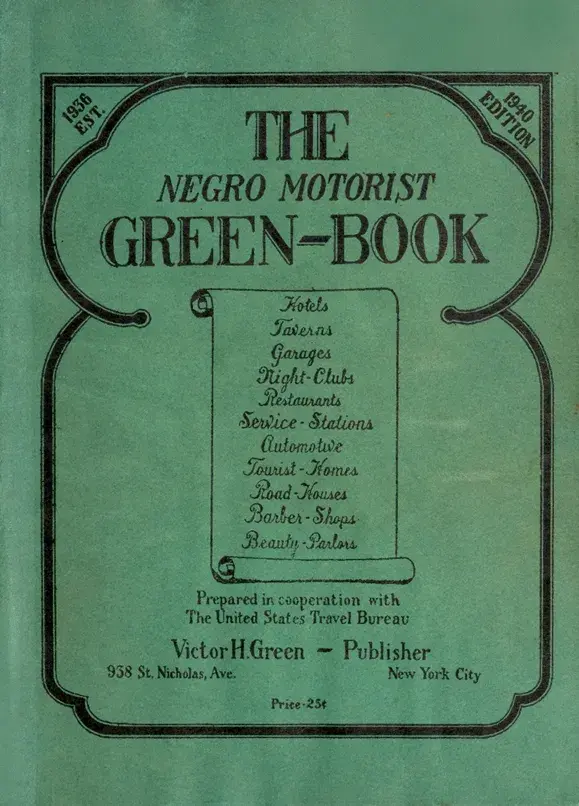 1936
EST.
1940
EDITION
THE
NEGRO MOTORIST
GREEN-BOOK
Hotels
Taverns
Garages
Night-Clubs
Restaurants
Service-Stations
Automotive
Tourist-Homes
Road-Houses
Barber-Shops
Beauty-Parlors
Prepared in cooperation with
The United States Travel Bureau
Victor H. Green - Publisher
938 St. Nicholas, Ave. New York City
Price-25¢